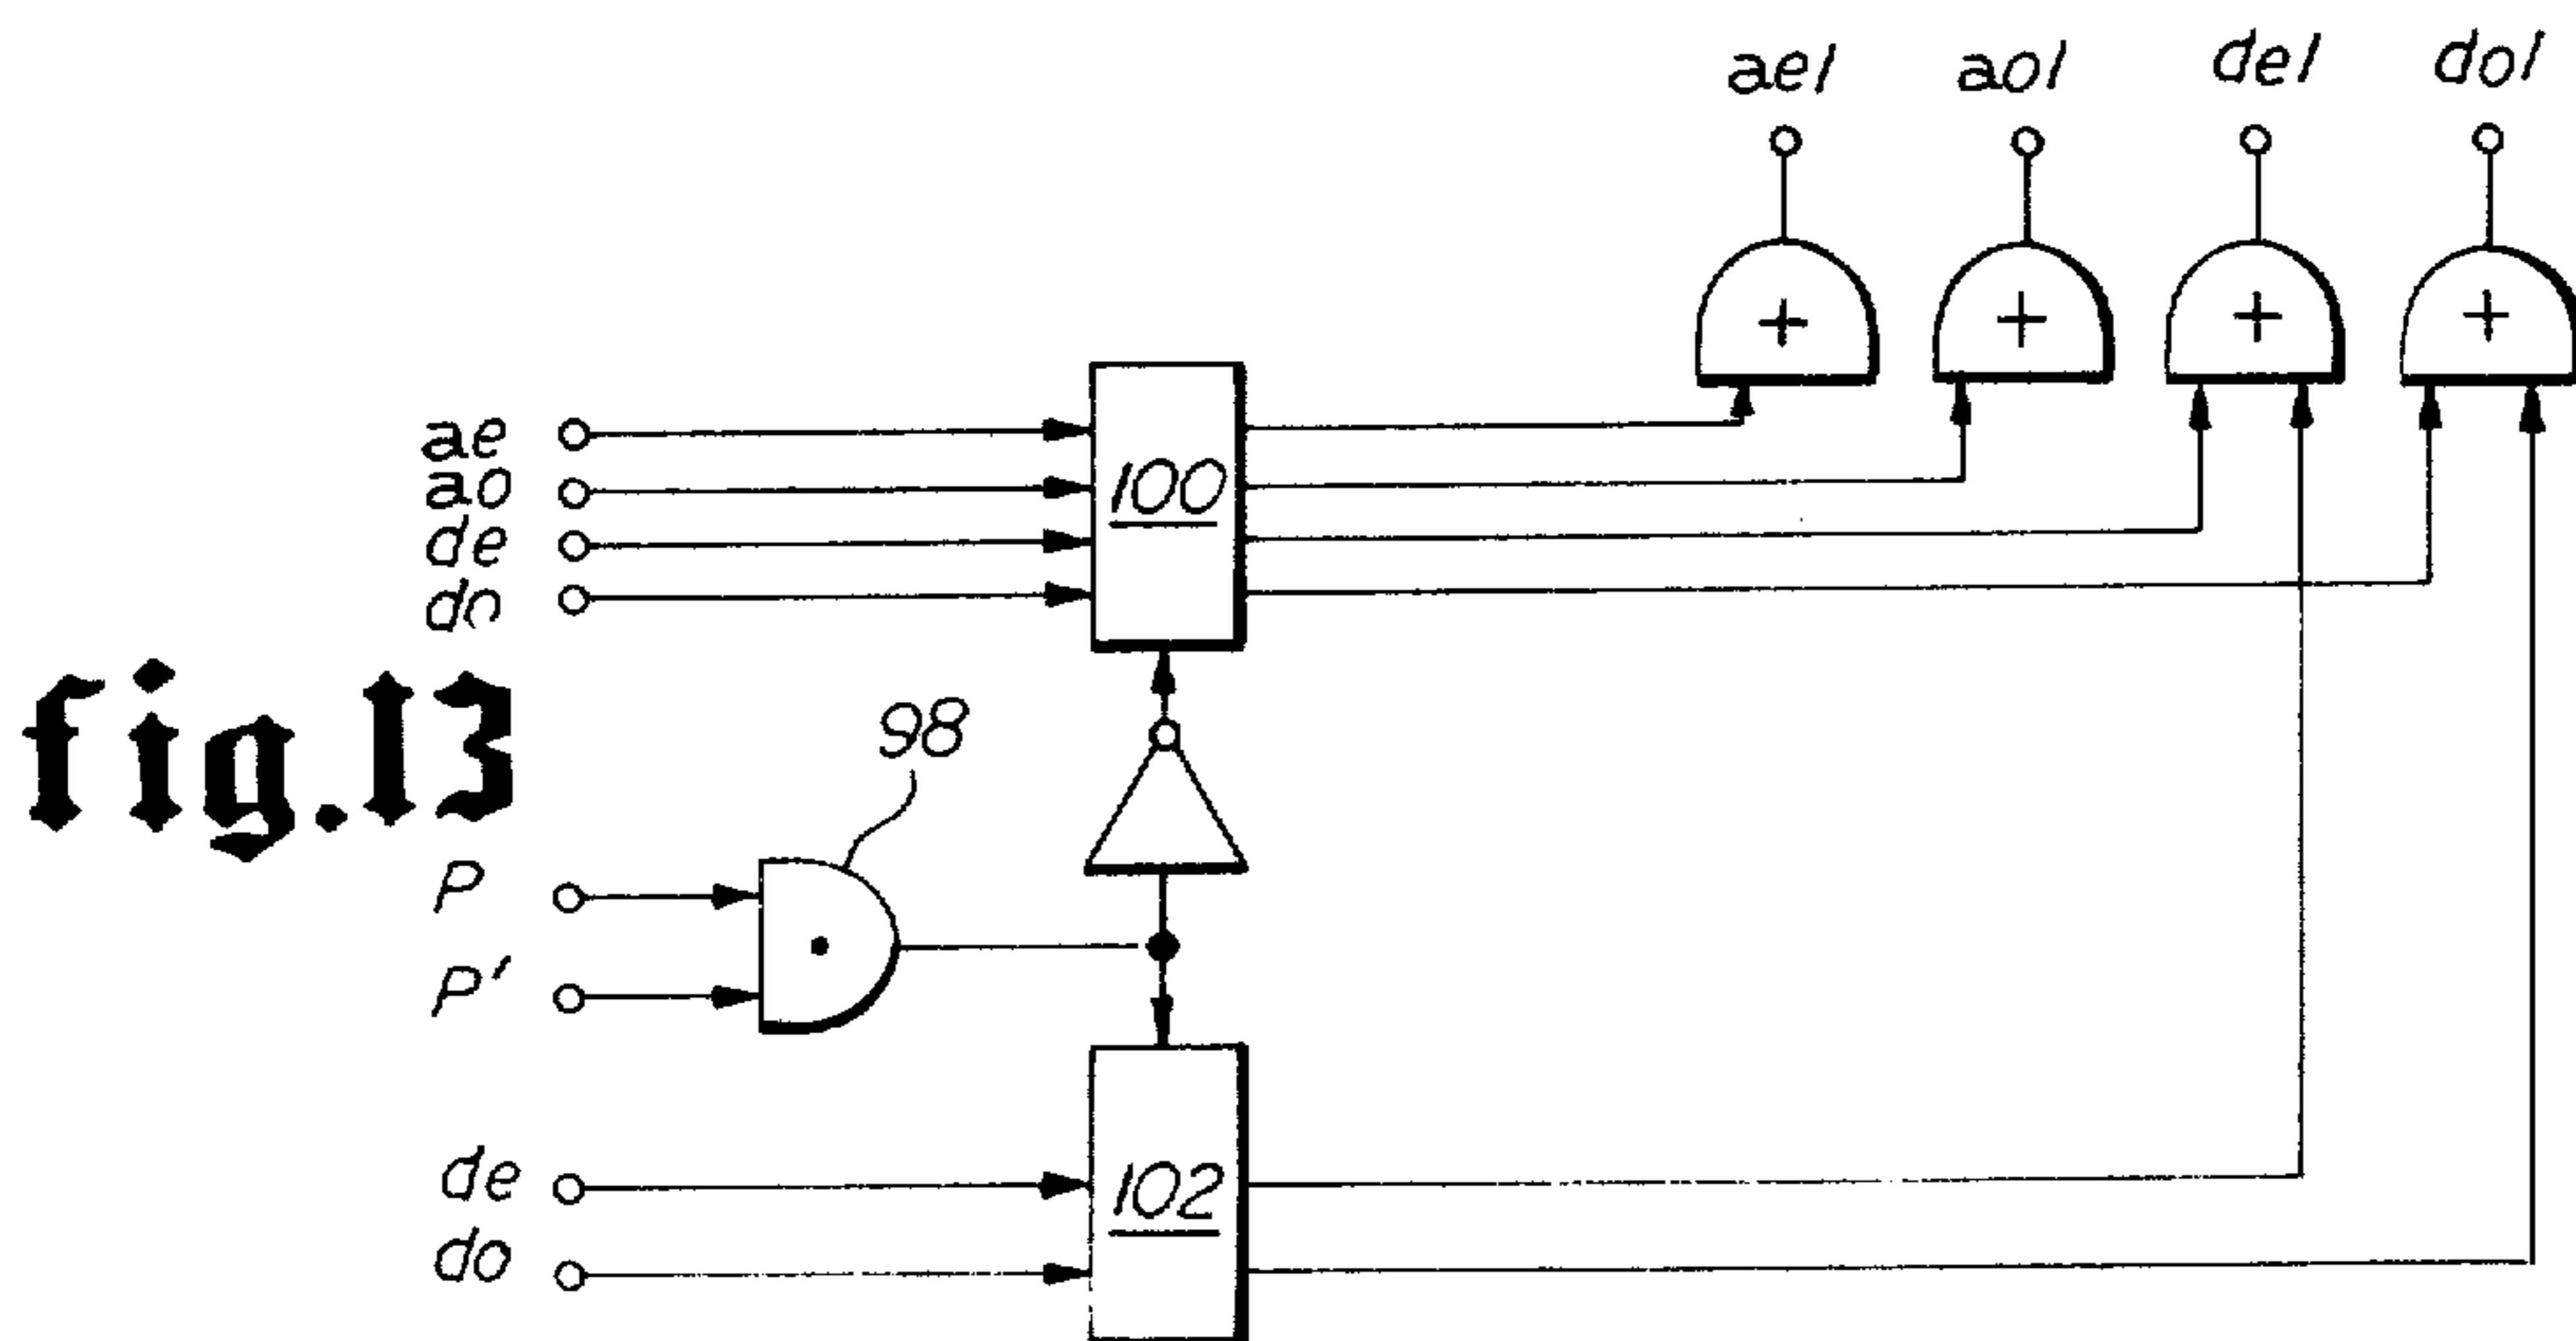 ael aol del dol
+ + + +
ae
ao
de
do
100
fig.13
98
P
P'
de
do
102